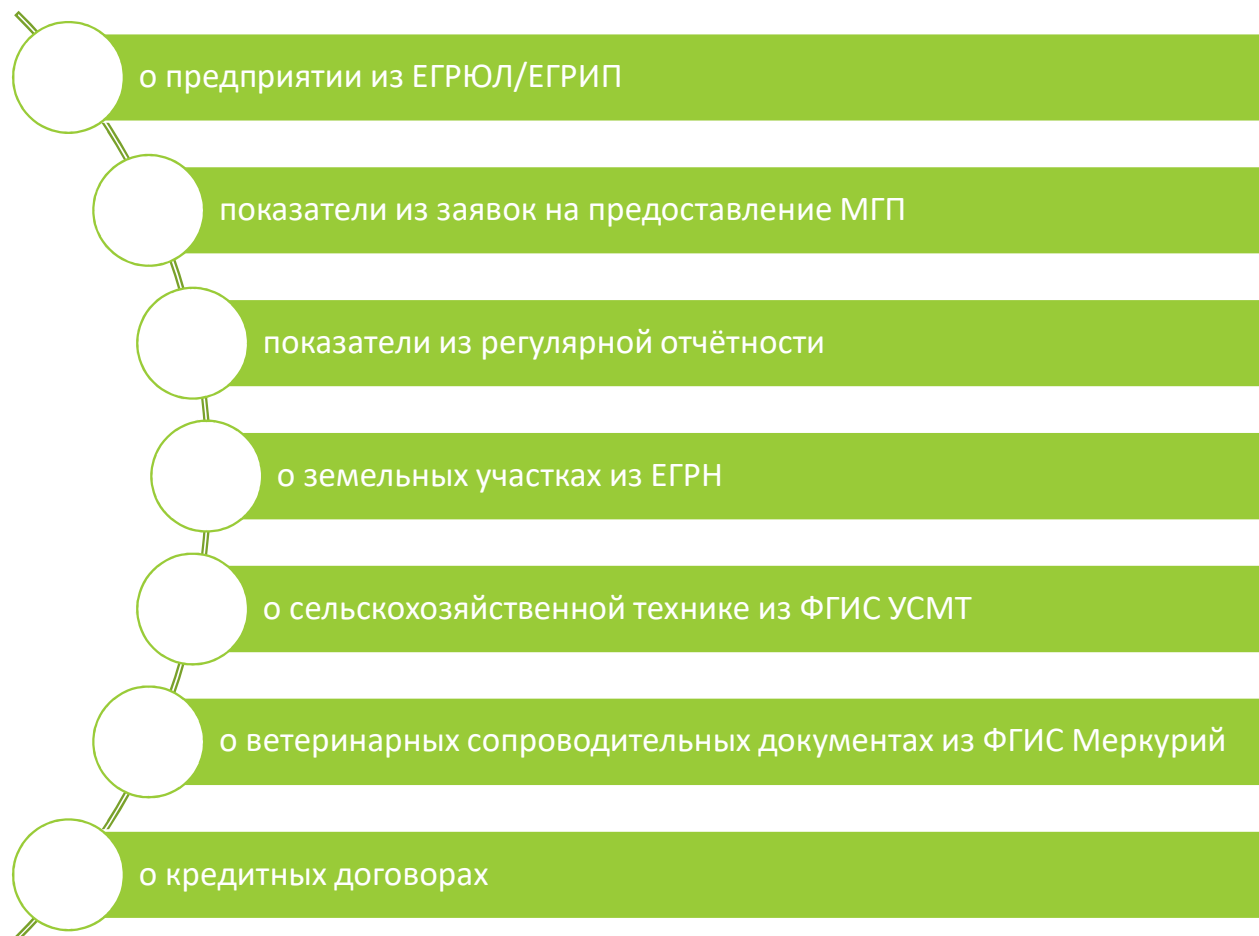 о предприятии из ЕГРЮЛ/ЕГРИП
показатели из заявок на предоставление МГП
показатели из регулярной отчётности
о земельных участках из ЕГРН
о сельскохозяйственной технике из ФГИС УСМТ
о ветеринарных сопроводительных документах из ФГИС Меркурий
о кредитных договорах